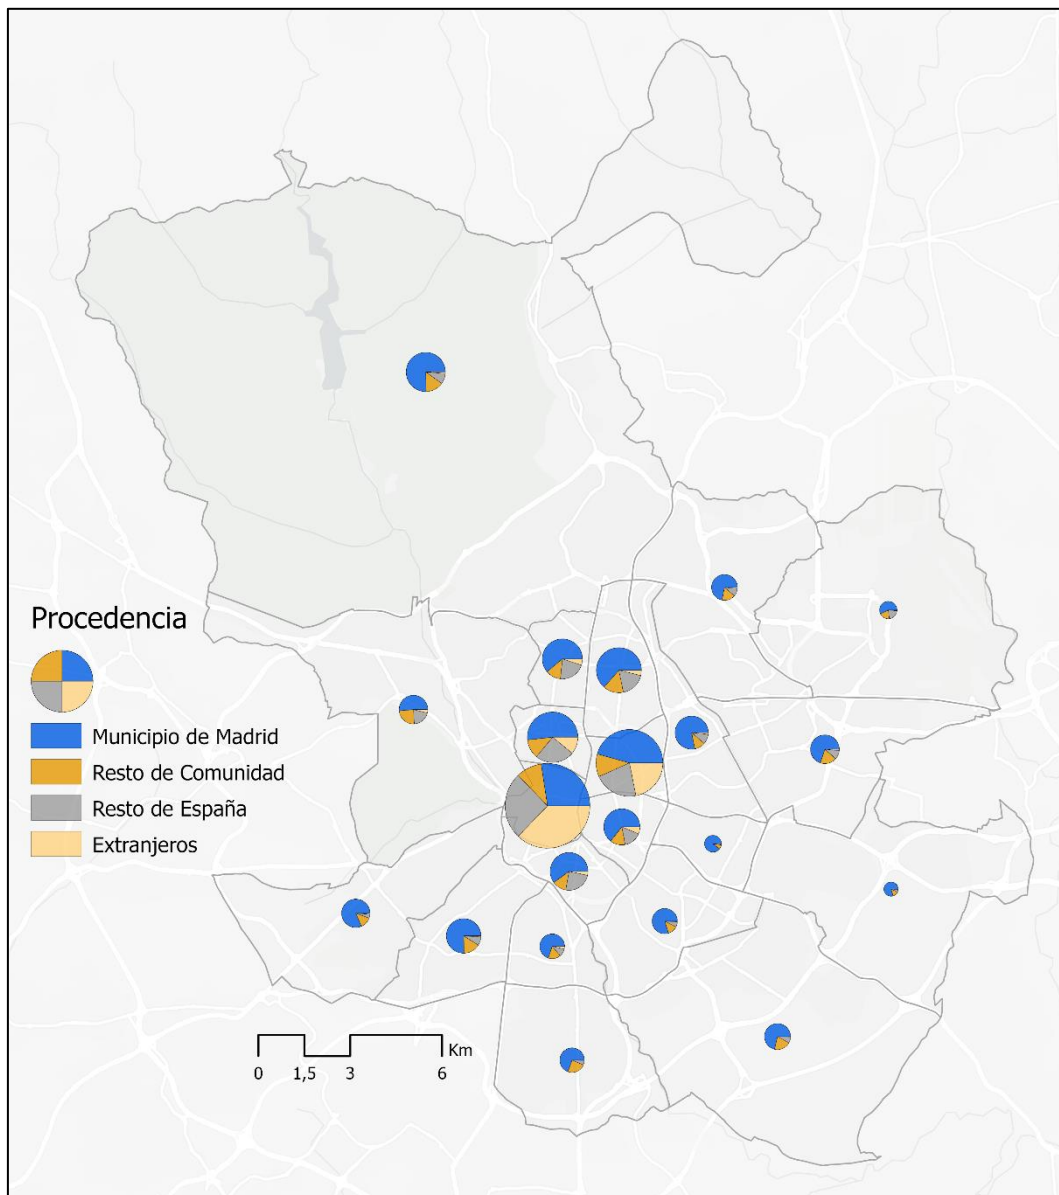 Procedencia
Municipio de Madrid
Resto de Comunidad
Resto de España
Extranjeros
Km
0 1,5 3 6